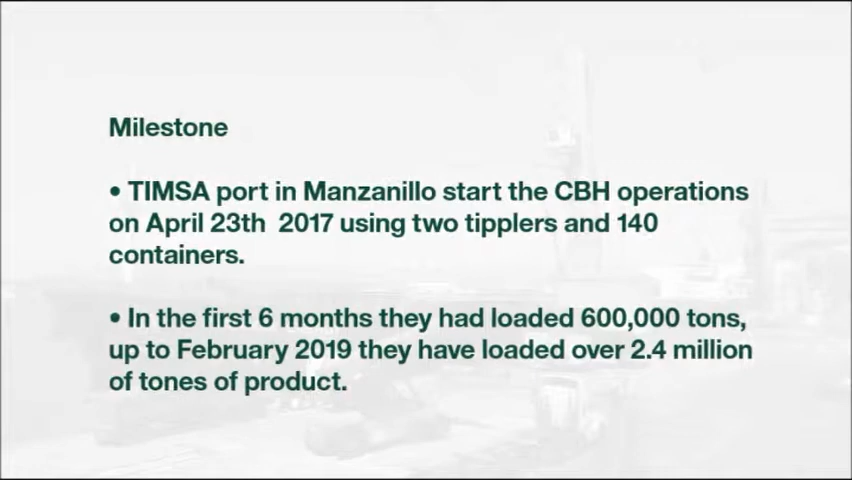 Milestone
• TIMSA port in Manzanillo start the CBH operations
on April 23th 2017 using two tipplers and 140
containers.
• In the first 6 months they had loaded 600,000 tons,
up to February 2019 they have loaded over 2.4 million
of tones of product.